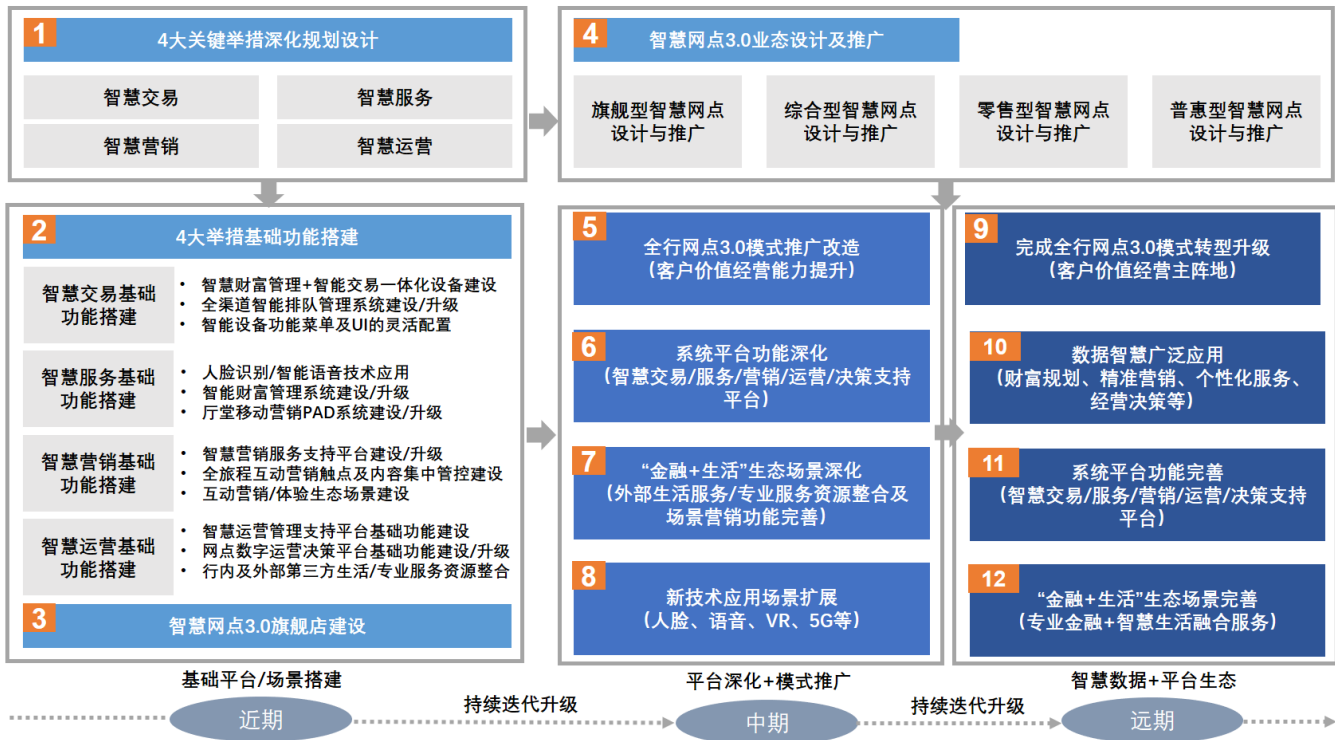 1
4大关键举措深化规划设计
智慧交易
智慧服务
智慧营销
智慧运营
4
智慧网点3.0业态设计及推广
旗舰型智慧网点
设计与推广
综合型智慧网点
设计与推广
零售型智慧网点
设计与推广
普惠型智慧网点
设计与推广
2
4大举措基础功能搭建
智慧交易基础
功能搭建
• 智慧财富管理+智能交易一体化设备建设
• 全渠道智能排队管理系统建设/升级
• 智能设备功能菜单及UI的灵活配置
智慧服务基础
功能搭建
• 人脸识别/智能语音技术应用
• 智能财富管理系统建设/升级
• 厅堂移动营销PAD系统建设/升级
智慧营销基础
功能搭建
• 智慧营销服务支持平台建设/升级
• 全旅程互动营销触点及内容集中管控建设
• 互动营销/体验生态场景建设
智慧运营基础
功能搭建
• 智慧运营管理支持平台基础功能建设
• 网点数字运营决策平台基础功能建设/升级
• 行内及外部第三方生活/专业服务资源整合
3
智慧网点3.0旗舰店建设
5
全行网点3.0模式推广改造
(客户价值经营能力提升)
6
系统平台功能深化
(智慧交易/服务/营销/运营/决策支持
平台)
7
“金融+生活”生态场景深化
(外部生活服务/专业服务资源整合及
场景营销功能完善)
8
新技术应用场景扩展
(人脸、语音、VR、5G等)
9
完成全行网点3.0模式转型升级
(客户价值经营主阵地)
10
数据智慧广泛应用
(财富规划、精准营销、个性化服务、
经营决策等)
11
系统平台功能完善
(智慧交易/服务/营销/运营/决策支持
平台)
12
“金融+生活”生态场景完善
(专业金融+智慧生活融合服务)
基础平台/场景搭建
平台深化+模式推广
智慧数据+平台生态
近期
持续迭代升级
中期
持续迭代升级
远期